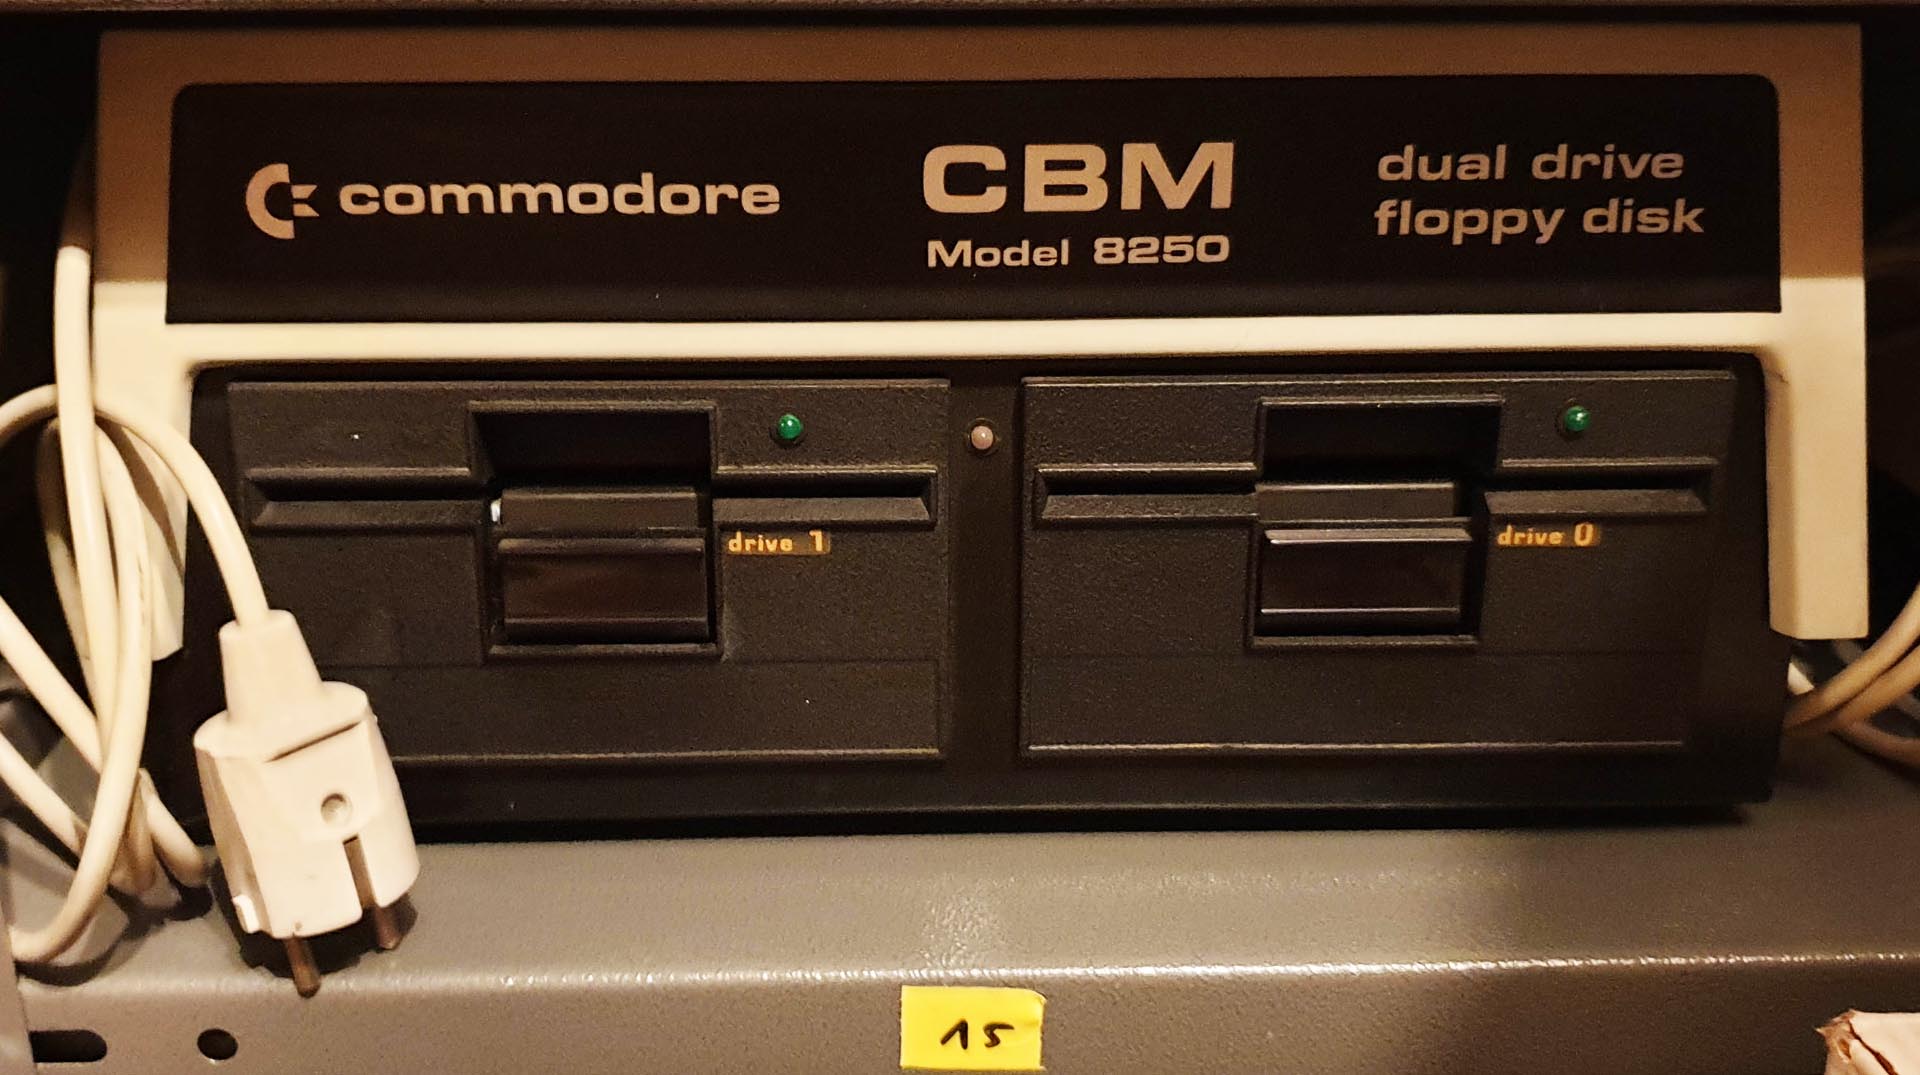 commodore
CBM
Model 8250
dual drive
floppy disk
drive 1
drive 0
15